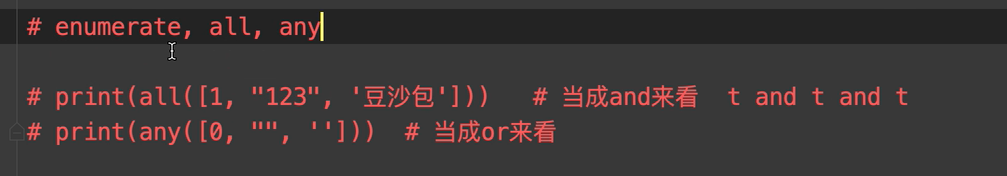 # enumerate, all, any
# print(all([1, "123", '豆沙包']))   # 当成and来看  t and t and t
# print(any([0, "", '']))  # 当成or来看